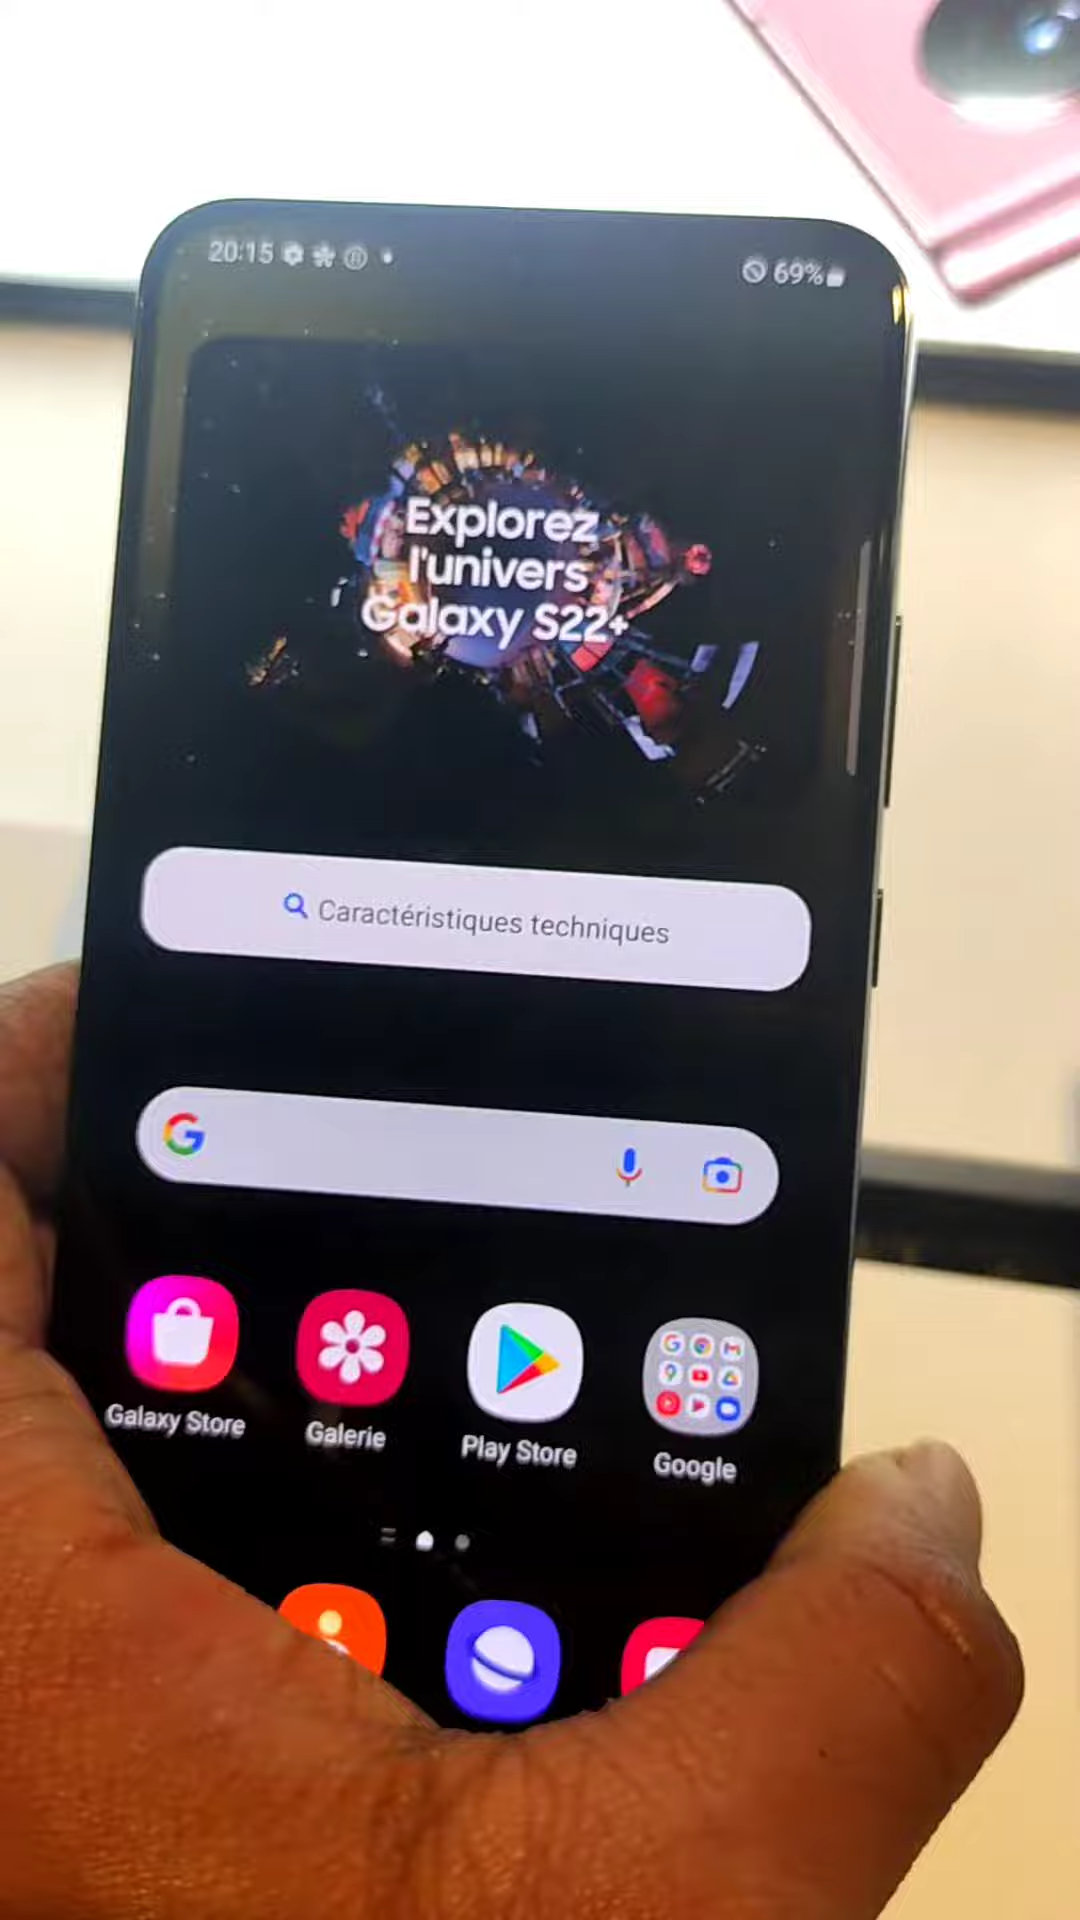 20:15
69%
Explorez
l'univers
Galaxy S22+
Caractéristiques techniques
Galaxy Store
Galerie
Play Store
Google